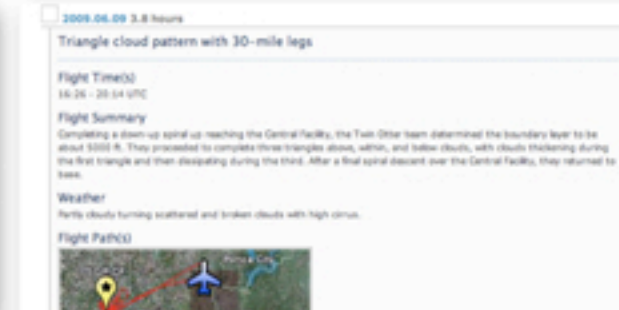 2009.06.09 3.8 hours
Triangle cloud pattern with 30-mile legs
Flight Time(s)
16:26 - 20:14 UTC
Flight Summary
Completing a down-up spiral up reaching the Central Facility, the Twin Otter team determined the boundary layer to be
about 5000 ft. They proceeded to complete three triangles above, within, and below clouds, with clouds thickening during
the first triangle and then dissipating during the third. After a final spiral descent over the Central Facility, they returned to
base.
Weather
Partly cloudy turning scattered and broken clouds with high cirrus.
Flight Path(s)
Ponca City